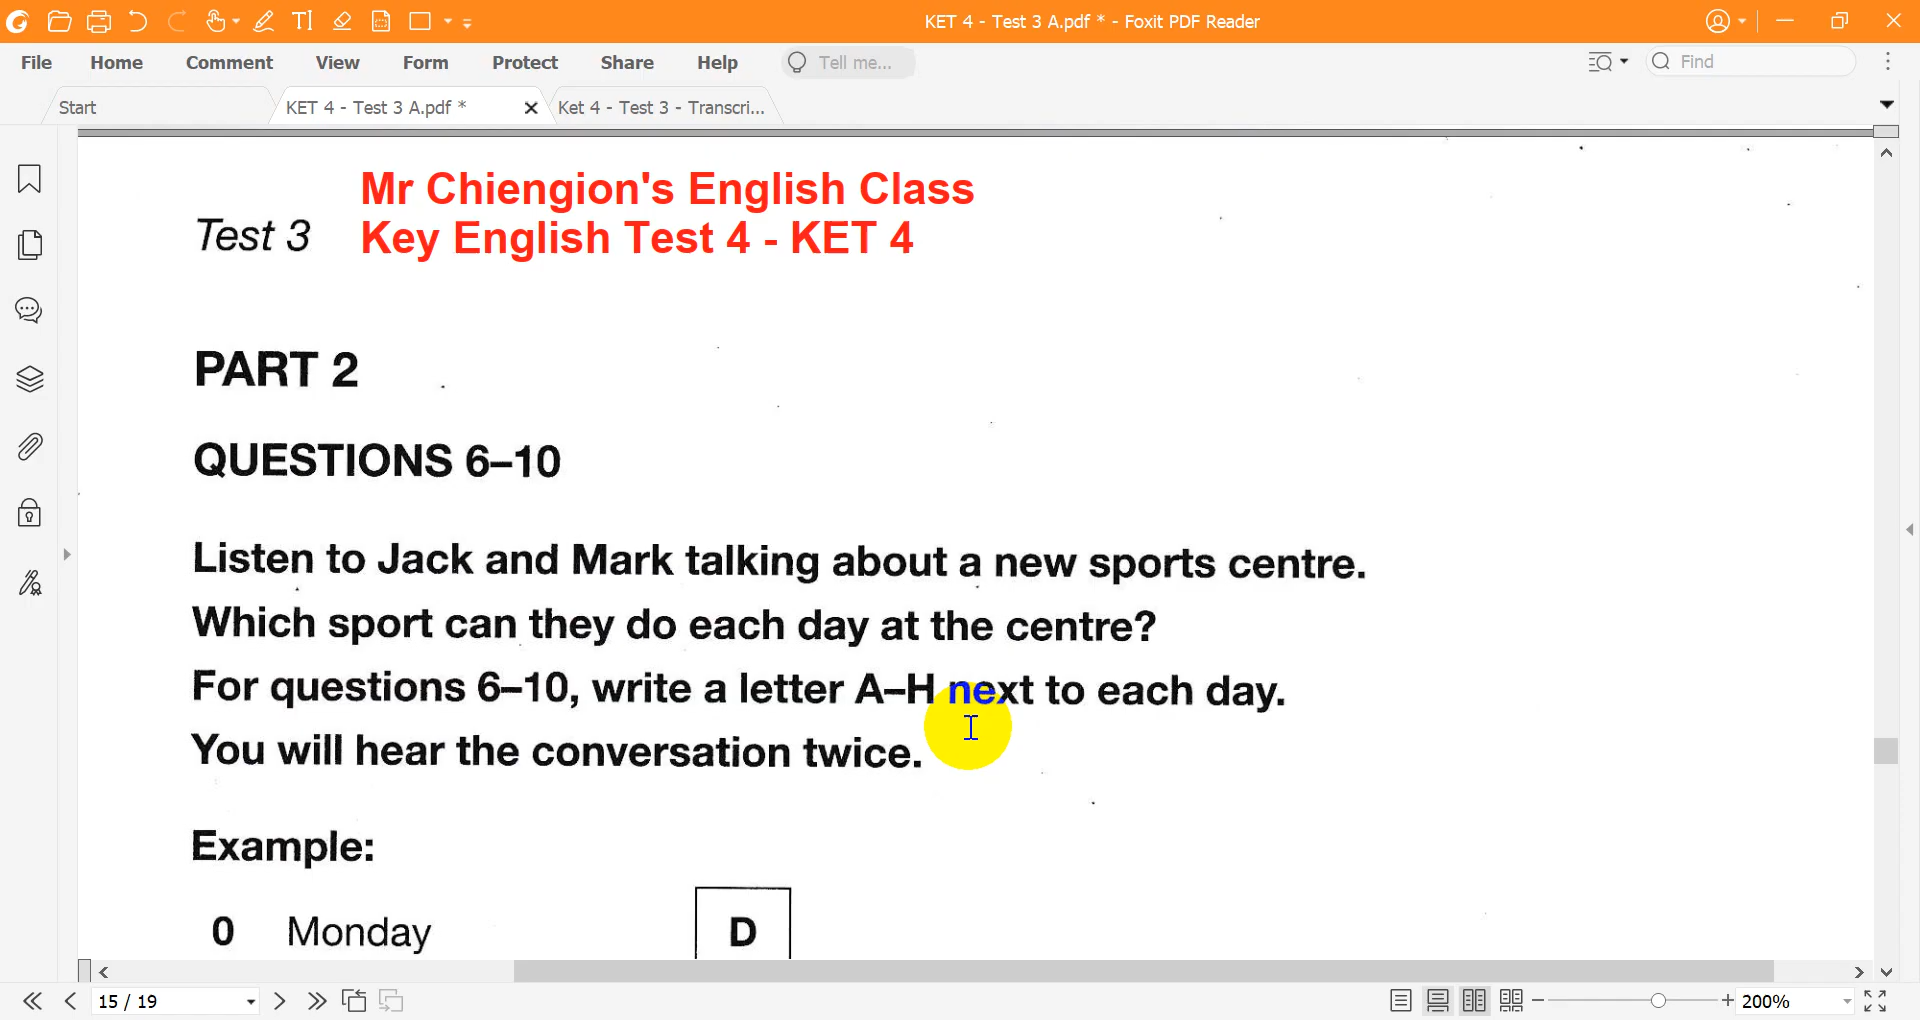 KET 4 - Test 3 A.pdf * - Foxit PDF Reader
File Home Comment View Form Protect Share Help Tell me... Find
Start KET 4 - Test 3 A.pdf * Ket 4 - Test 3 - Transcri...
Mr Chiengion's English Class
Test 3 Key English Test 4 - KET 4
PART 2
QUESTIONS 6–10
Listen to Jack and Mark talking about a new sports centre.
Which sport can they do each day at the centre?
For questions 6–10, write a letter A–H next to each day.
You will hear the conversation twice.
Example:
0 Monday D
15 / 19 200%